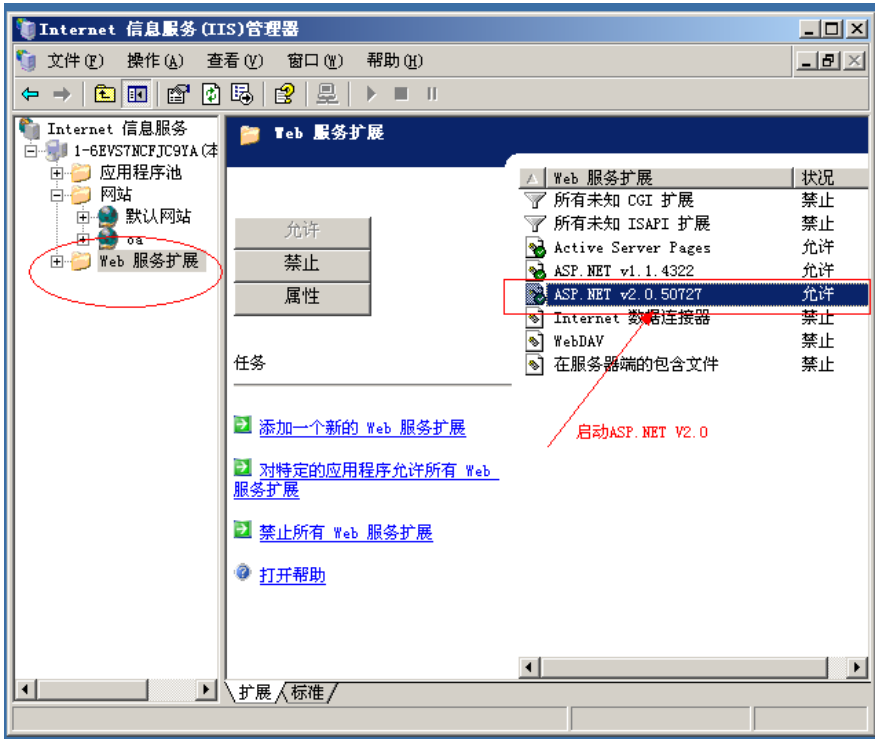 Internet 信息服务(IIS)管理器
文件(F) 操作(A) 查看(V) 窗口(W) 帮助(H)
Internet 信息服务
1-6EVS7NCFJC9YA(本
应用程序池
网站
默认网站
oa
Web 服务扩展
Web 服务扩展
允许
禁止
属性
任务
添加一个新的 Web 服务扩展
对特定的应用程序允许所有 Web
服务扩展
禁止所有 Web 服务扩展
打开帮助
Web 服务扩展 状况
所有未知 CGI 扩展 禁止
所有未知 ISAPI 扩展 禁止
Active Server Pages 允许
ASP.NET v1.1.4322 允许
ASP.NET v2.0.50727 允许
Internet 数据连接器 禁止
WebDAV 禁止
在服务器端的包含文件 禁止
启动ASP.NET V2.0
扩展 标准